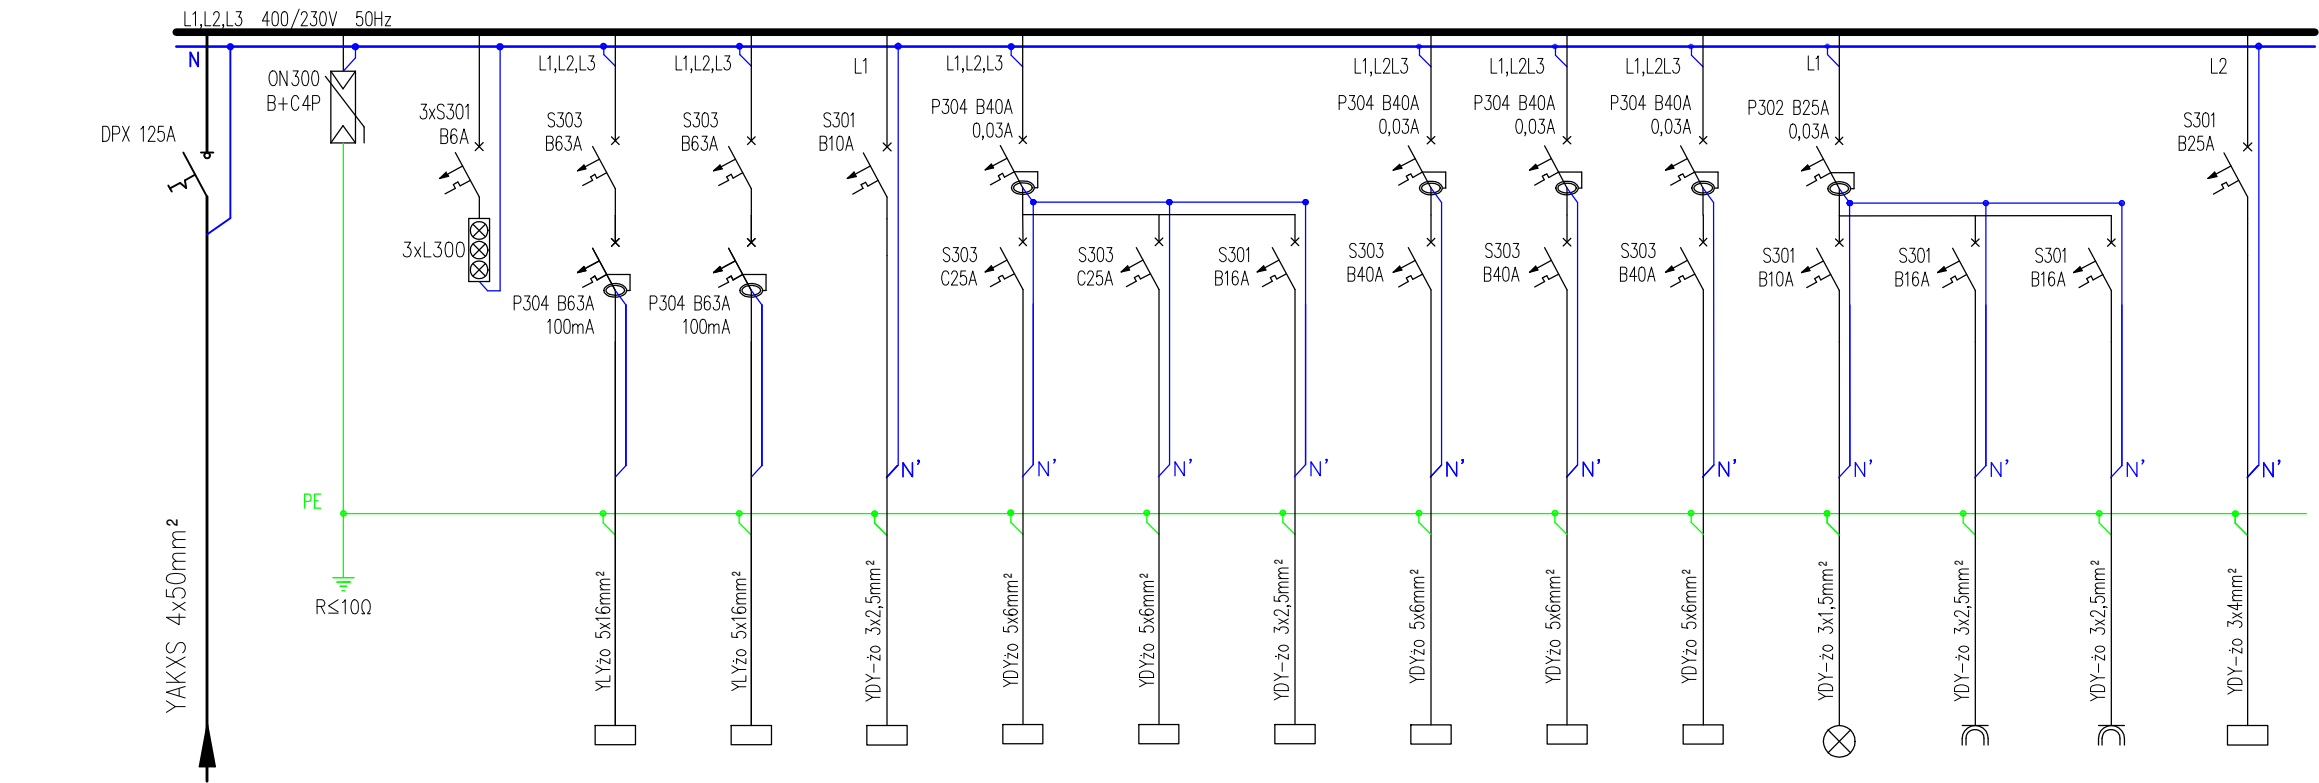 L1,L2,L3 400/230V 50Hz
N
DPX 125A
YAKXS 4x50mm²
ON300
B+C4P
PE
R≤10Ω
3xS301
B6A
3xL300
L1,L2,L3
S303
B63A
P304 B63A
100mA
YLYżo 5x16mm²
L1,L2,L3
S303
B63A
P304 B63A
100mA
YLYżo 5x16mm²
L1
S301
B10A
N'
YDY-żo 3x2,5mm²
L1,L2,L3
P304 B40A
0,03A
S303
C25A
N'
YDYżo 5x6mm²
S303
C25A
N'
YDYżo 5x6mm²
S301
B16A
N'
YDY-żo 3x2,5mm²
L1,L2L3
P304 B40A
0,03A
S303
B40A
N'
YDYżo 5x6mm²
L1,L2L3
P304 B40A
0,03A
S303
B40A
N'
YDYżo 5x6mm²
L1,L2L3
P304 B40A
0,03A
S303
B40A
N'
YDYżo 5x6mm²
L1
P302 B25A
0,03A
S301
B10A
N'
YDY-żo 3x1,5mm²
S301
B16A
N'
YDY-żo 3x2,5mm²
S301
B16A
N'
YDY-żo 3x2,5mm²
L2
S301
B25A
N'
YDY-żo 3x4mm²